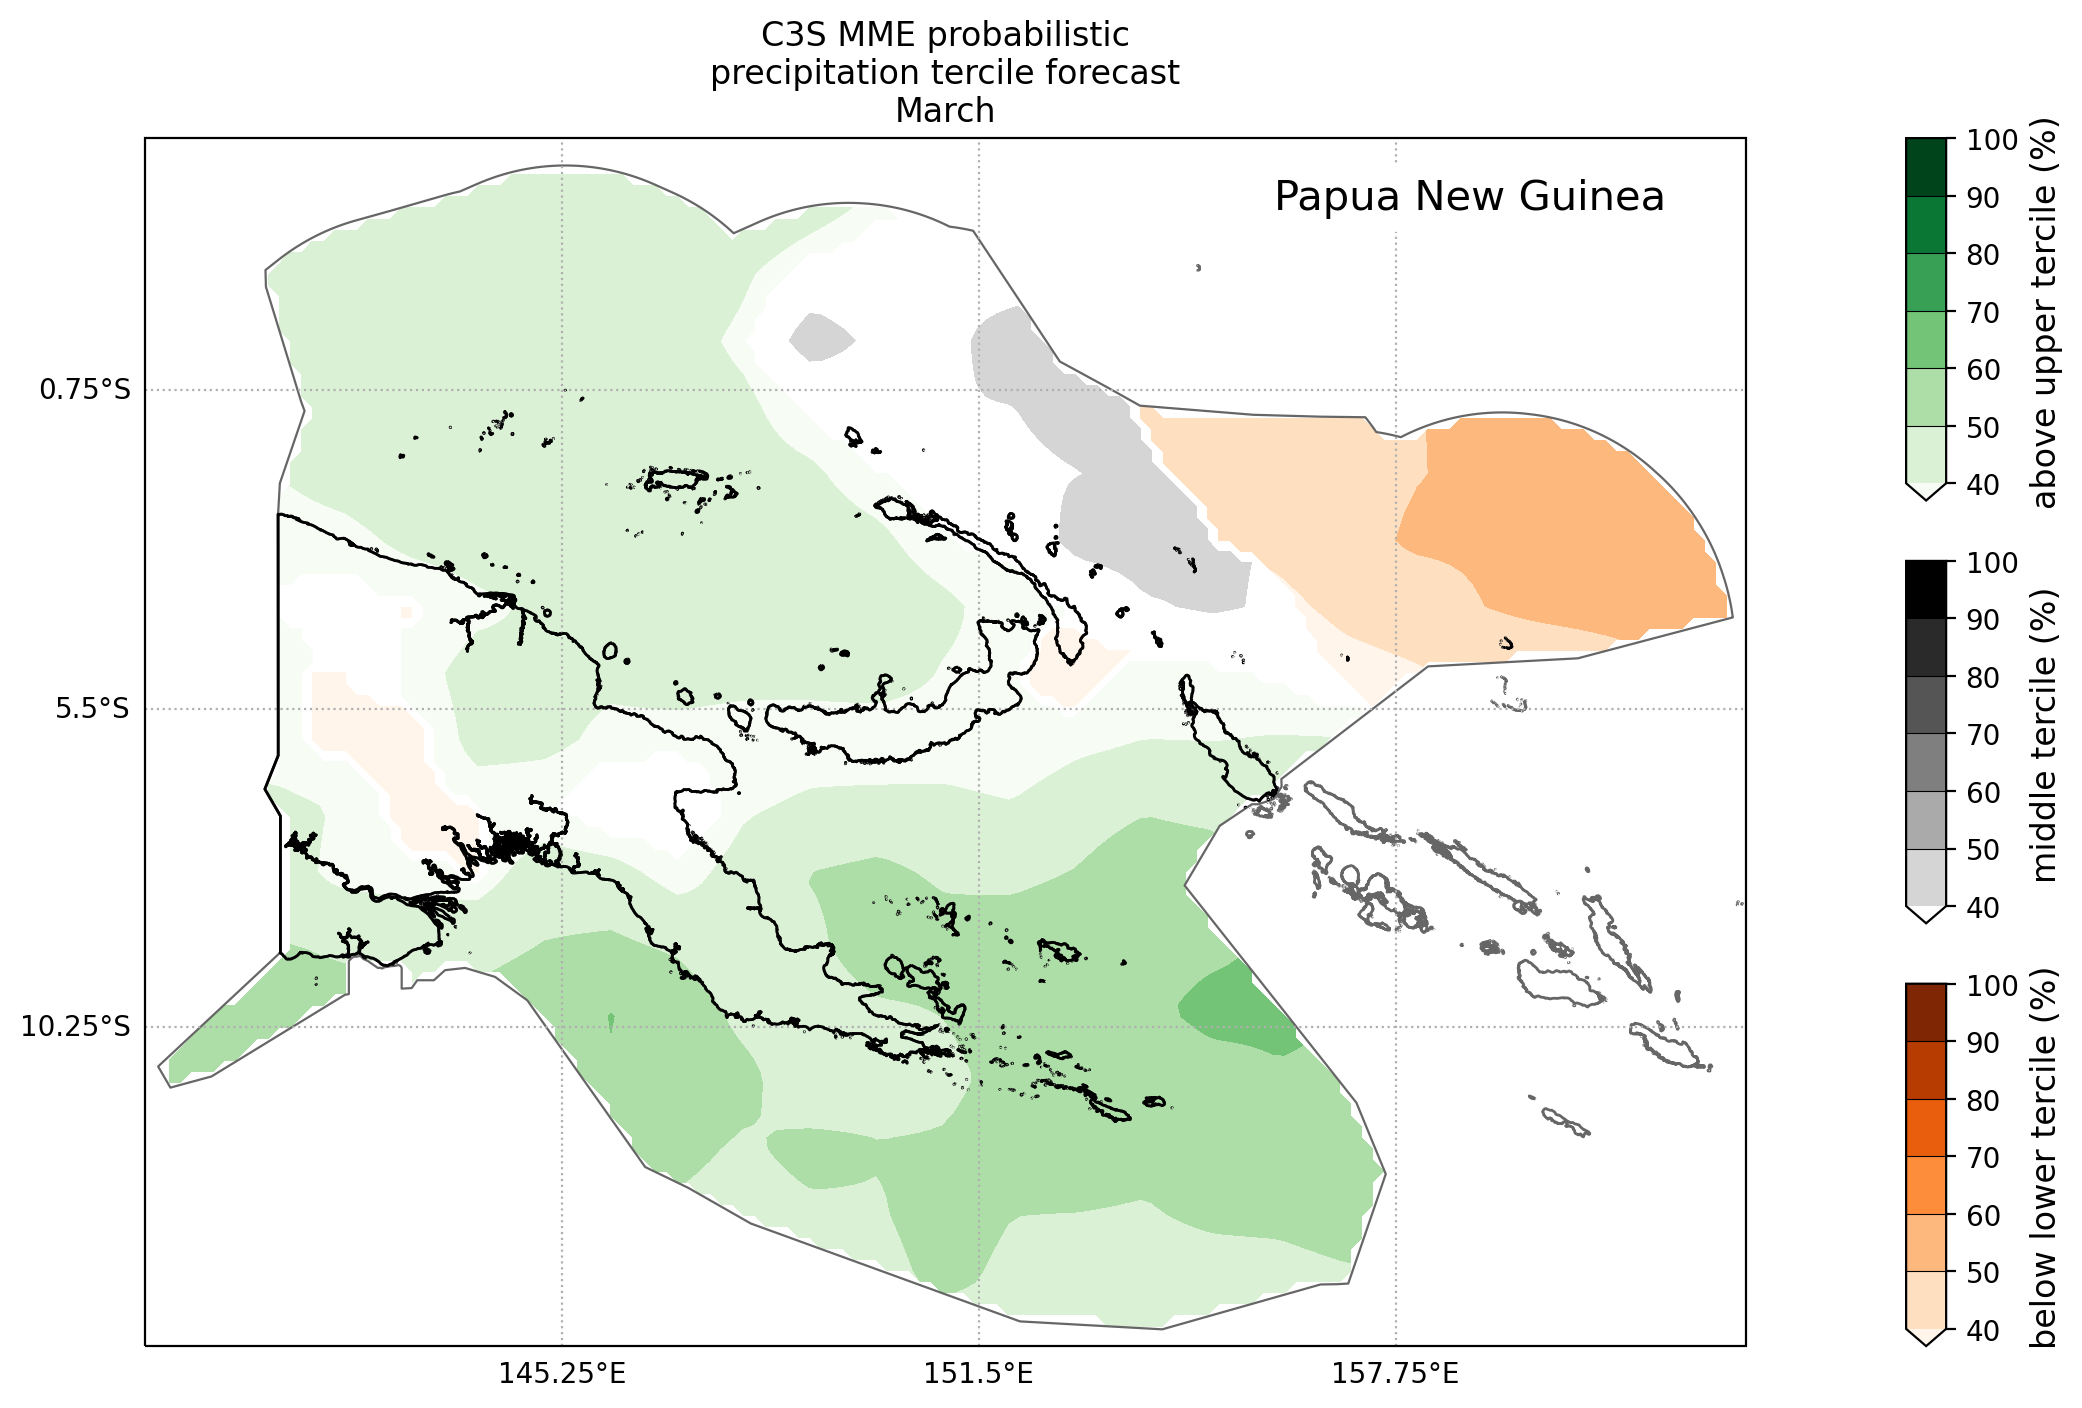 C3S MME probabilistic
precipitation tercile forecast
March
Papua New Guinea
0.75°S
5.5°S
10.25°S
145.25°E
151.5°E
157.75°E
100
90
80
70
60
50
40
above upper tercile (%)
100
90
80
70
60
50
40
middle tercile (%)
100
90
80
70
60
50
40
below lower tercile (%)